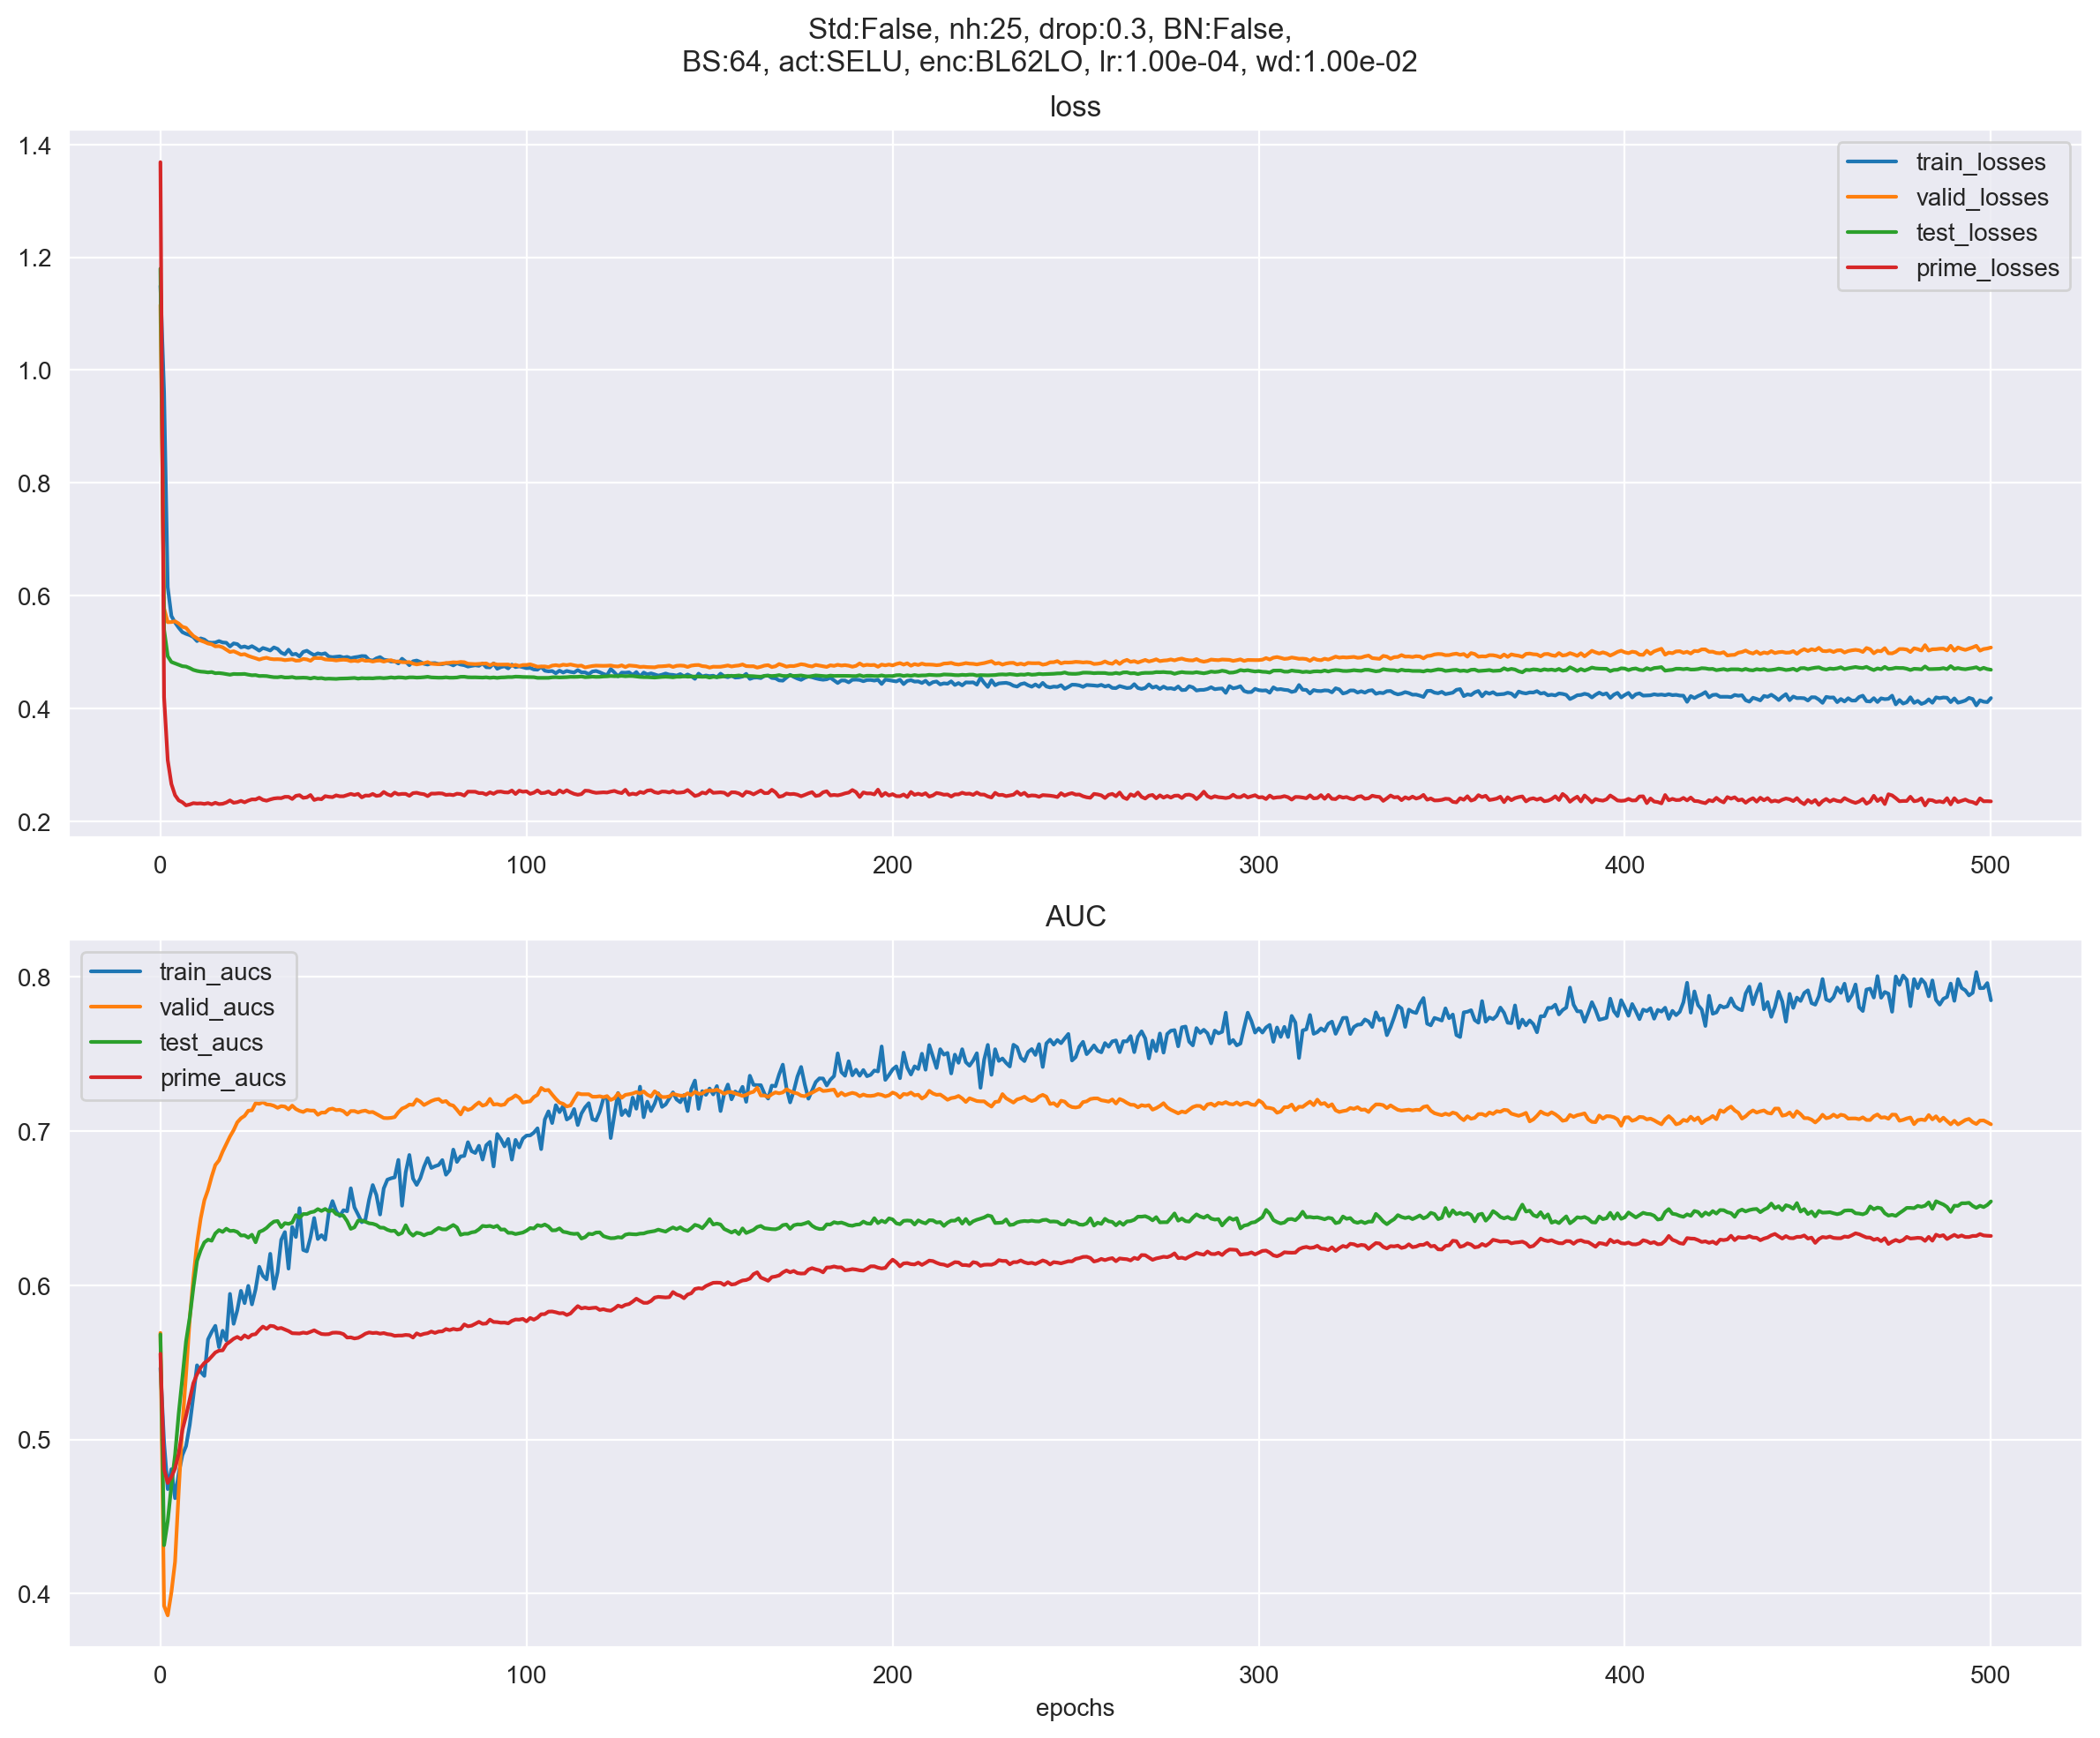 Std:False, nh:25, drop:0.3, BN:False,
BS:64, act:SELU, enc:BL62LO, lr:1.00e-04, wd:1.00e-02
loss
1.4
1.2
1.0
0.8
0.6
0.4
0.2
train_losses
valid_losses
test_losses
prime_losses
0 100 200 300 400 500
AUC
0.8
0.7
0.6
0.5
0.4
train_aucs
valid_aucs
test_aucs
prime_aucs
0 100 200 300 400 500
epochs